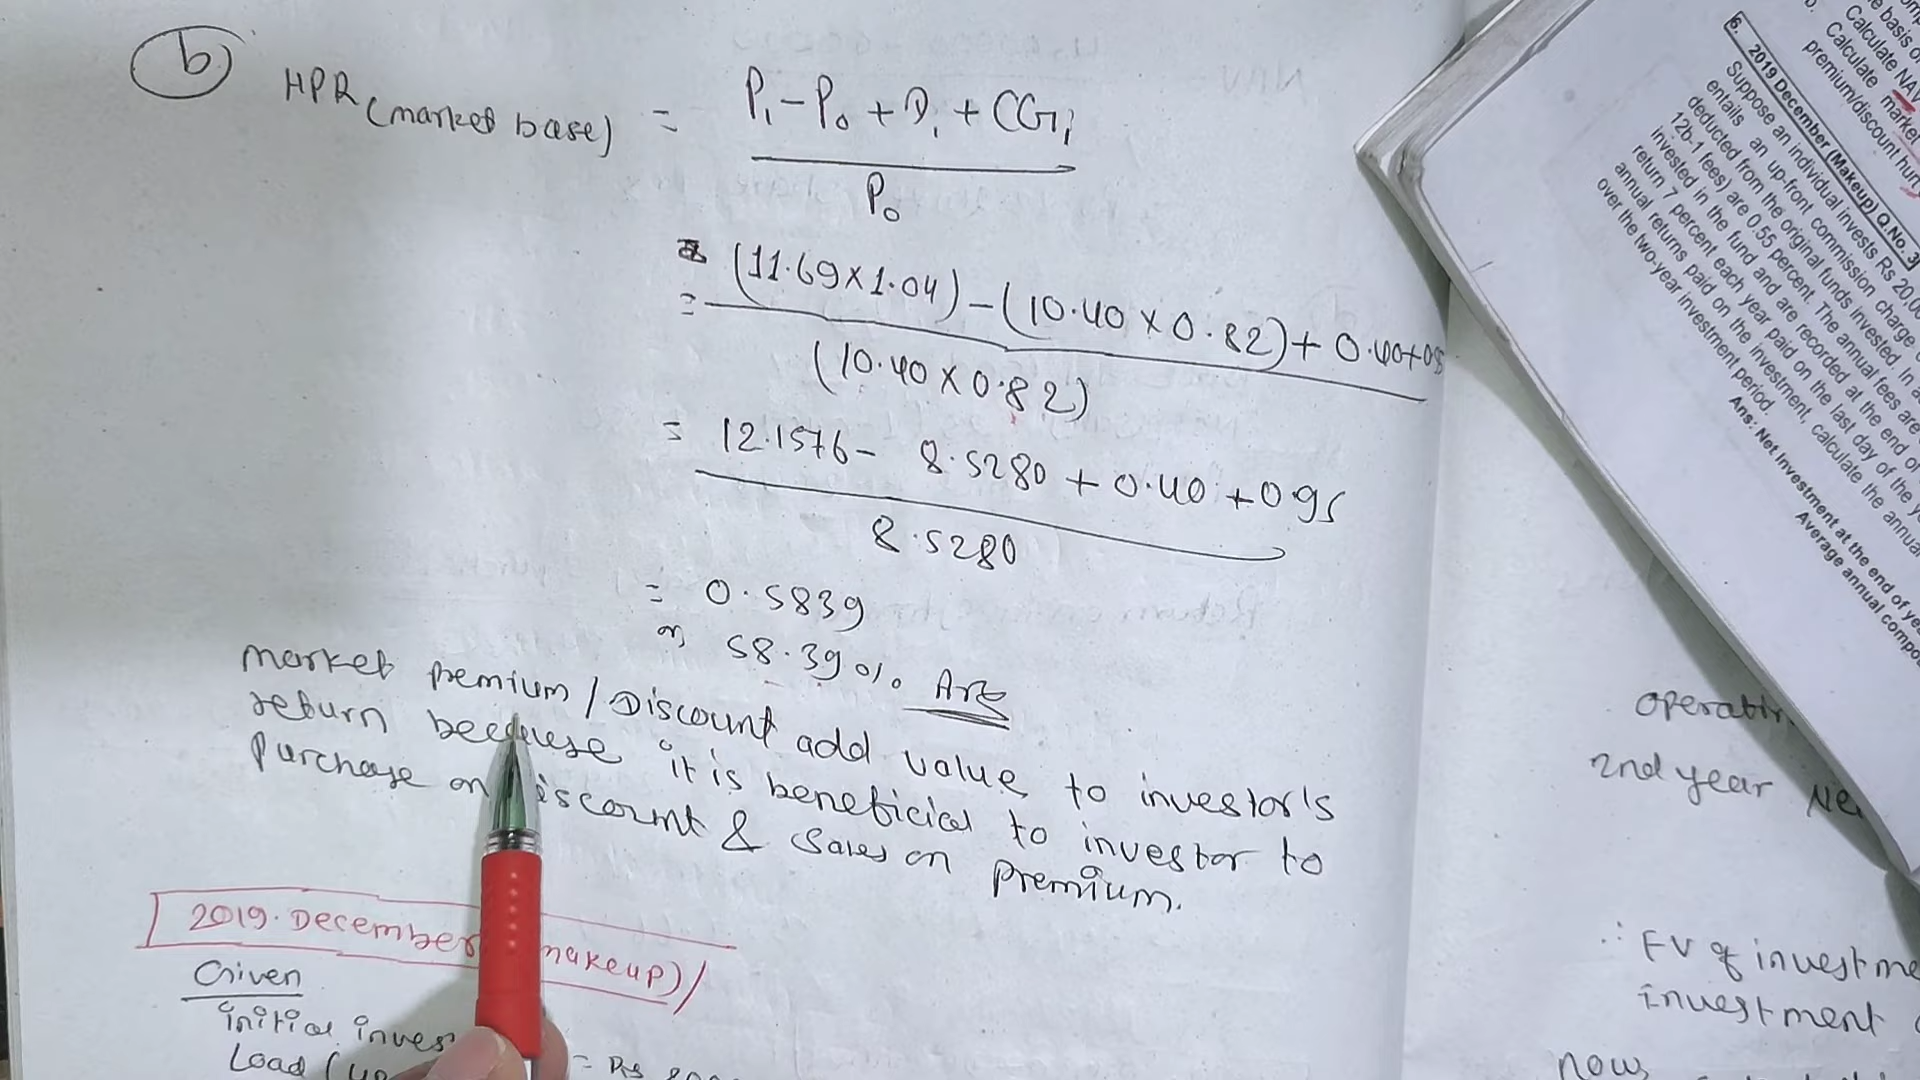 b)
HPR (market base) = P₁ - P₀ + D₁ + CG₁
P₀
= (11.69 × 1.04) - (10.40 × 0.82) + 0.40 +
(10.40 × 0.82)
= 12.1576 - 8.5280 + 0.40 + 0.95
8.5280
= 0.5839
or, 58.39 %
market premium / Discount add value to investor's
return because it is beneficial to investor to
Purchase on iscount & Sales on premium.
2019. December makeup)
Given
initial inves
Load (up = Rs
Calculate NAV
Calculate market
premium/discount hur
6. 2019 December (Makeup) Q.No. 3]
Suppose an individual invests Rs 20,0
entails an up-front commission charge
deducted from the original funds invested. In a
12b-1 fees) are 0.55 percent. The annual fees are
invested in the fund and are recorded at the end of
return 7 percent each year paid on the last day of the y
annual returns paid on the investment, calculate the annua
over the two-year investment period.
Ans: Net Investment at the end of ye
Average annual compo
operatin
2nd year Ne
∴ FV of investme
investment
now,